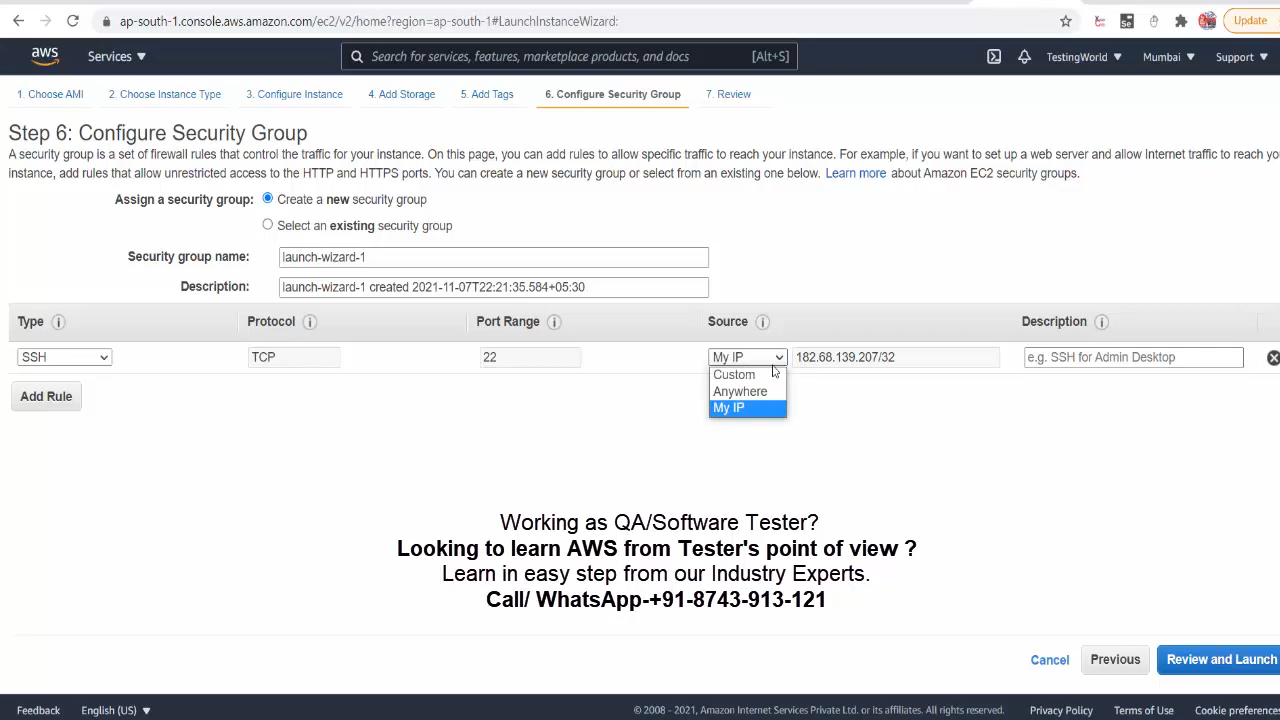 ap-south-1.console.aws.amazon.com/ec2/v2/home?region=ap-south-1#LaunchInstanceWizard:
Se
Update
aws
Services
Search for services, features, marketplace products, and docs
[Alt+S]
TestingWorld
Mumbai
Support
1. Choose AMI
2. Choose Instance Type
3. Configure Instance
4. Add Storage
5. Add Tags
6. Configure Security Group
7. Review
Step 6: Configure Security Group
A security group is a set of firewall rules that control the traffic for your instance. On this page, you can add rules to allow specific traffic to reach your instance. For example, if you want to set up a web server and allow Internet traffic to reach you
instance, add rules that allow unrestricted access to the HTTP and HTTPS ports. You can create a new security group or select from an existing one below. Learn more about Amazon EC2 security groups.
Assign a security group:
Create a new security group
Select an existing security group
Security group name:
launch-wizard-1
Description:
launch-wizard-1 created 2021-11-07T22:21:35.584+05:30
Type
Protocol
Port Range
Source
Description
SSH
TCP
22
My IP
182.68.139.207/32
e.g. SSH for Admin Desktop
Custom
Anywhere
My IP
Add Rule
Working as QA/Software Tester?
Looking to learn AWS from Tester's point of view ?
Learn in easy step from our Industry Experts.
Call/ WhatsApp-+91-8743-913-121
Cancel
Previous
Review and Launch
Feedback
English (US)
© 2008 - 2021, Amazon Internet Services Private Ltd. or its affiliates. All rights reserved.
Privacy Policy
Terms of Use
Cookie preferences